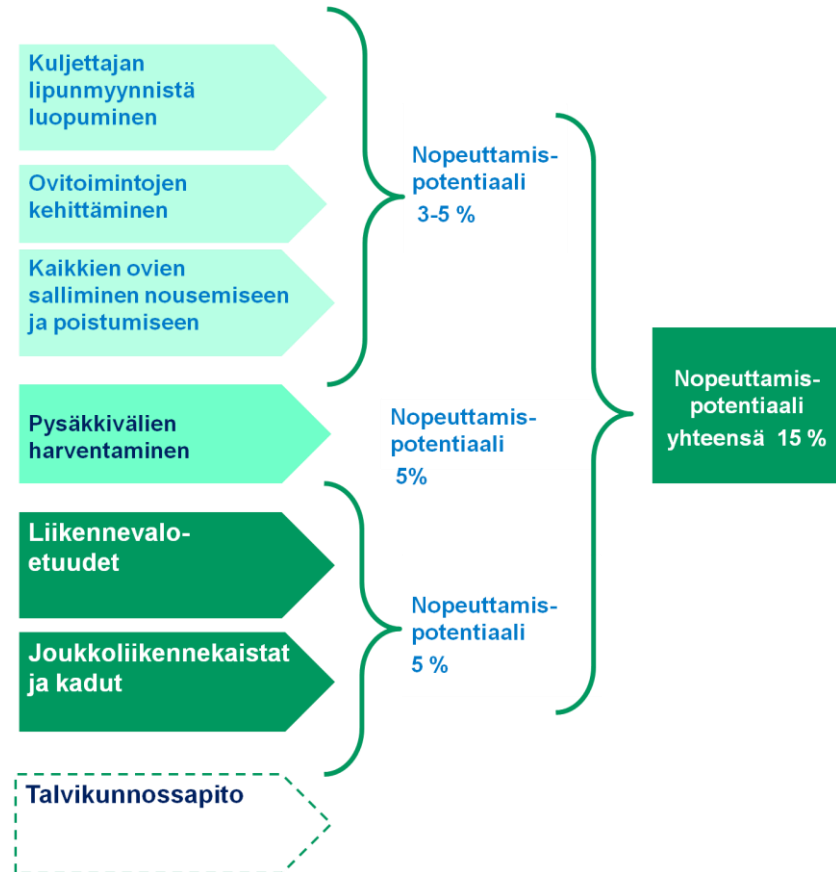 Kuljettajan
lipunmyynnistä
luopuminen
Ovitoimintojen
kehittäminen
Kaikkien ovien
salliminen nousemiseen
ja poistumiseen
Nopeuttamis-
potentiaali
3-5 %
Pysäkkivälien
harventaminen
Nopeuttamis-
potentiaali
5%
Liikennevalo-
etuudet
Joukkoliikennekaistat
ja kadut
Nopeuttamis-
potentiaali
5 %
Talvikunnossapito
Nopeuttamis-
potentiaali
yhteensä 15 %